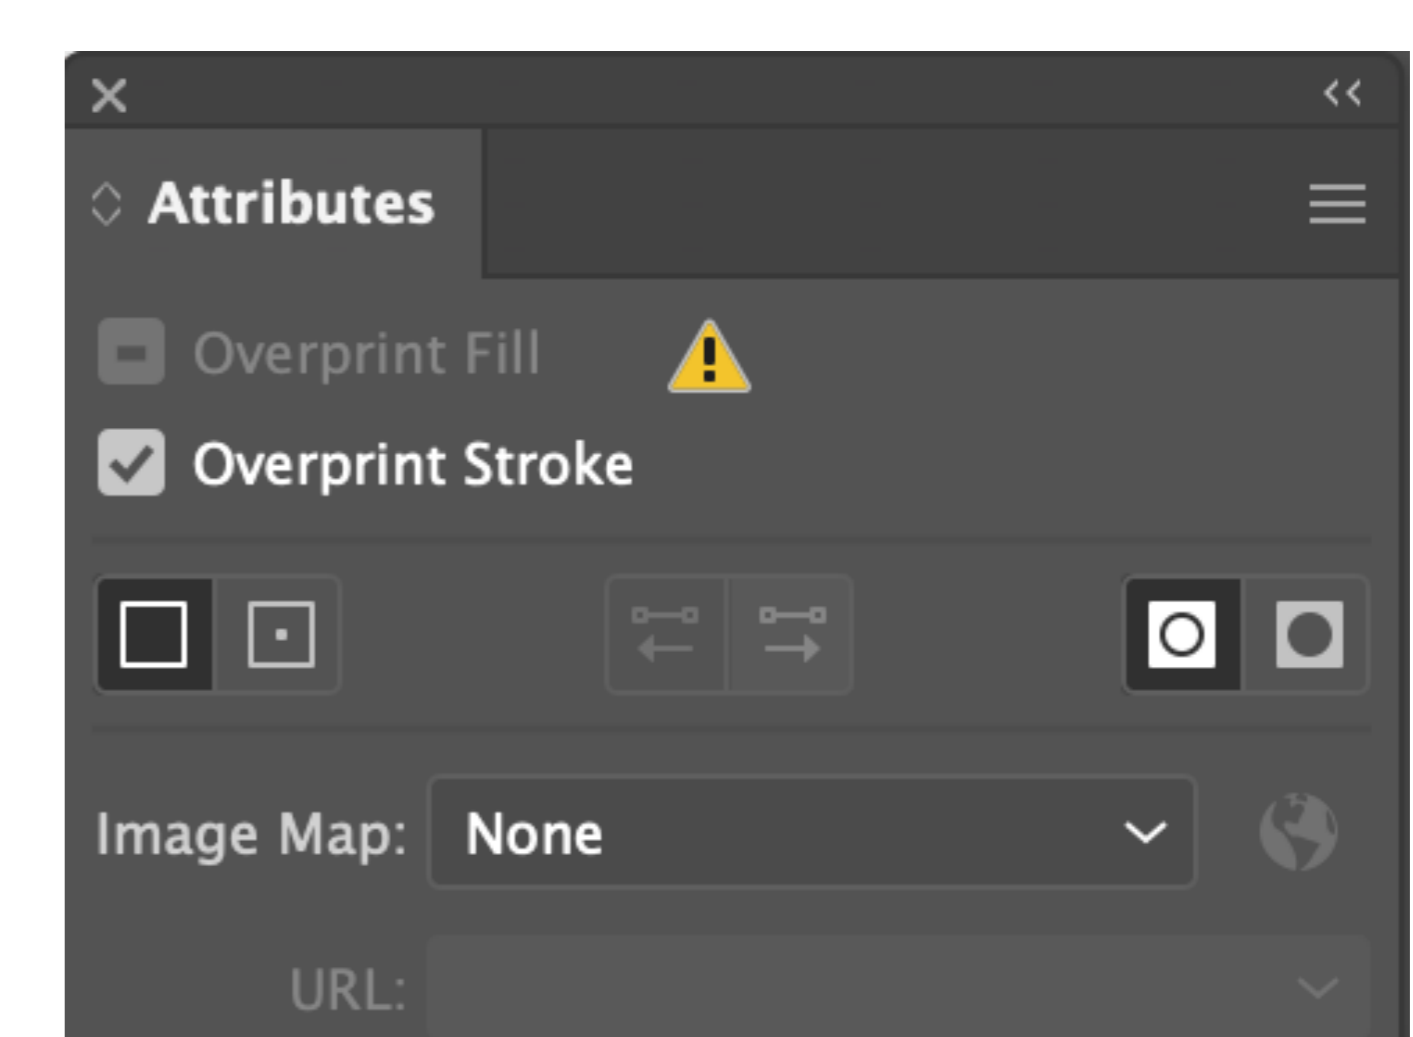 Attributes
Overprint Fill
Overprint Stroke
Image Map: None
URL: